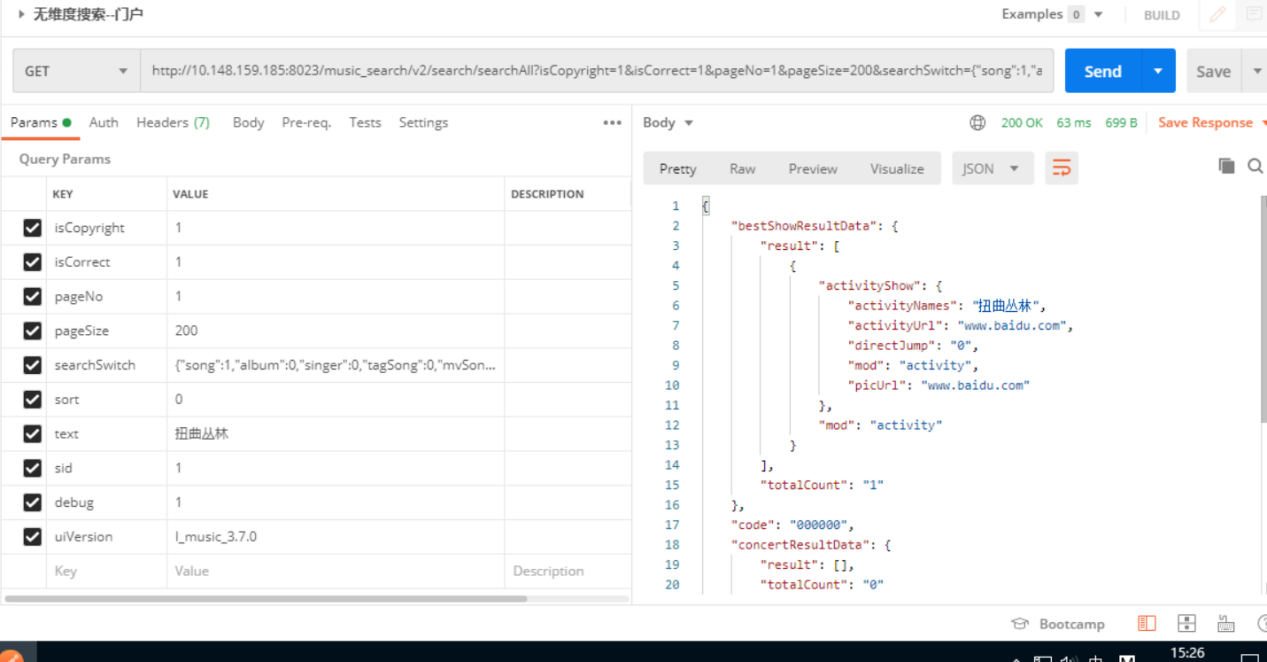 无维度搜索--门户
Examples 0
BUILD
GET
http://10.148.159.185:8023/music_search/v2/search/searchAll?isCopyright=1&isCorrect=1&pageNo=1&pageSize=200&searchSwitch={"song":1,"a
Send
Save
Params Auth Headers (7) Body Pre-req. Tests Settings
Query Params
KEY VALUE DESCRIPTION
isCopyright 1
isCorrect 1
pageNo 1
pageSize 200
searchSwitch {"song":1,"album":0,"singer":0,"tagSong":0,"mvSon...
sort 0
text 扭曲丛林
sid 1
debug 1
uiVersion I_music_3.7.0
Key Value Description
Body 200 OK 63 ms 699 B Save Response
Pretty Raw Preview Visualize JSON
1 {
2 "bestShowResultData": {
3 "result": [
4 {
5 "activityShow": {
6 "activityNames": "扭曲丛林",
7 "activityUrl": "www.baidu.com",
8 "directJump": "0",
9 "mod": "activity",
10 "picUrl": "www.baidu.com"
11 },
12 "mod": "activity"
13 }
14 ],
15 "totalCount": "1"
16 },
17 "code": "000000",
18 "concertResultData": {
19 "result": [],
20 "totalCount": "0"
Bootcamp
15:26